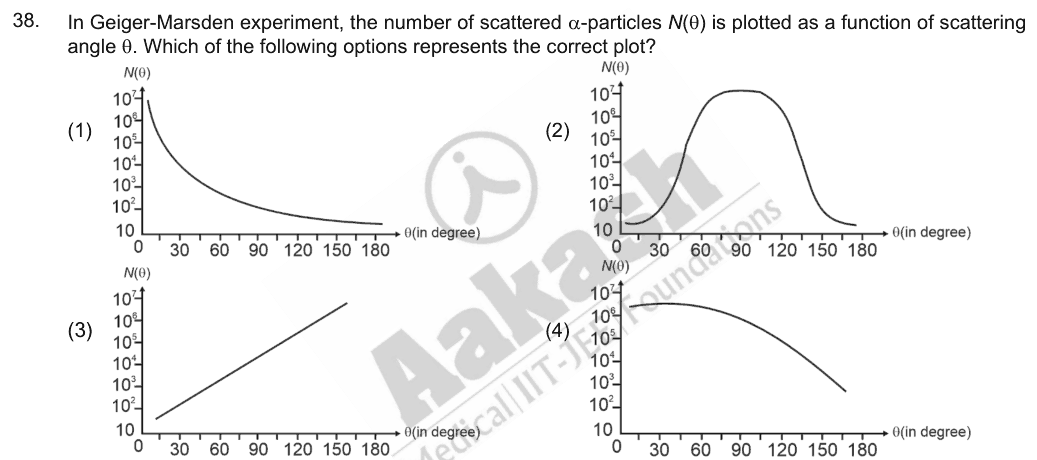 38. In Geiger-Marsden experiment, the number of scattered α-particles N(θ) is plotted as a function of scattering
angle θ. Which of the following options represents the correct plot?
(1)
N(θ)
10⁷
10⁶
10⁵
10⁴
10³
10²
10
0 30 60 90 120 150 180 θ(in degree)
(2)
N(θ)
10⁷
10⁶
10⁵
10⁴
10³
10²
10
0 30 60 90 120 150 180 θ(in degree)
(3)
N(θ)
10⁷
10⁶
10⁵
10⁴
10³
10²
10
0 30 60 90 120 150 180 θ(in degree)
(4)
N(θ)
10⁷
10⁶
10⁵
10⁴
10³
10²
10
0 30 60 90 120 150 180 θ(in degree)
Aakash
Medical|IIT-JEE|Foundations